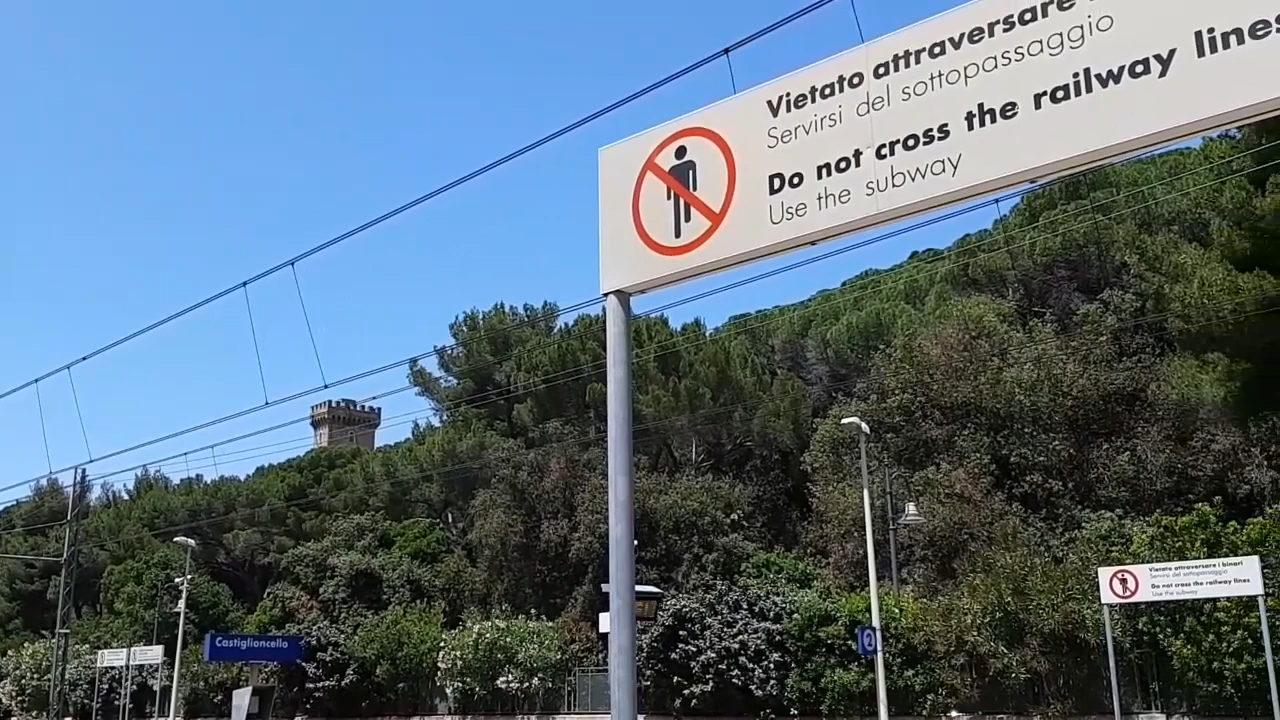 Vietato attraversare
Servirsi del sottopassaggio
Do not cross the railway lines
Use the subway
Castiglioncello
2
Vietato attraversare i binari
Servirsi del sottopassaggio
Do not cross the railway lines
Use the subway